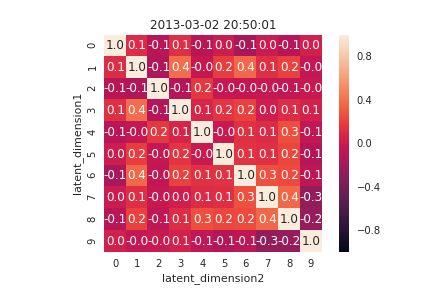 2013-03-02 20:50:01
latent_dimension1
0 1.0 0.1 -0.1 0.1 -0.1 0.0 -0.1 0.0 -0.1 0.0
1 0.1 1.0 -0.1 0.4 -0.0 0.2 0.4 0.1 0.2 -0.0
2 -0.1 -0.1 1.0 -0.1 0.2 -0.0 -0.0 -0.0 -0.1 -0.0
3 0.1 0.4 -0.1 1.0 0.1 0.2 0.2 0.0 0.1 0.1
4 -0.1 -0.0 0.2 0.1 1.0 -0.0 0.1 0.1 0.3 -0.1
5 0.0 0.2 -0.0 0.2 -0.0 1.0 0.1 0.1 0.2 -0.1
6 -0.1 0.4 -0.0 0.2 0.1 0.1 1.0 0.3 0.2 -0.1
7 0.0 0.1 -0.0 0.0 0.1 0.1 0.3 1.0 0.4 -0.3
8 -0.1 0.2 -0.1 0.1 0.3 0.2 0.2 0.4 1.0 -0.2
9 0.0 -0.0 -0.0 0.1 -0.1 -0.1 -0.1 -0.3 -0.2 1.0
0 1 2 3 4 5 6 7 8 9
latent_dimension2
0.8
0.4
0.0
−0.4
−0.8